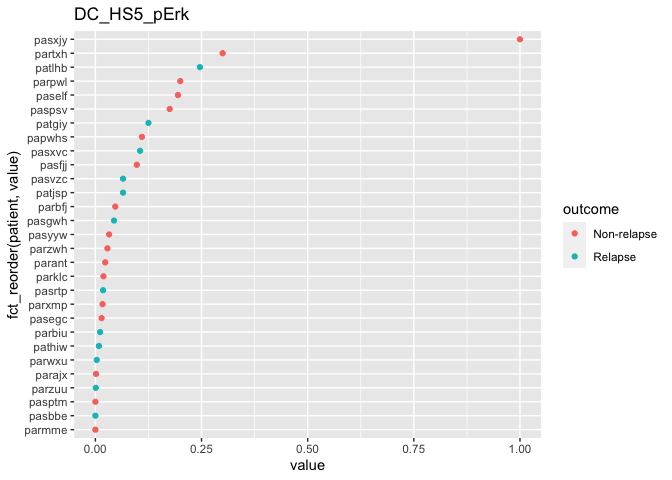 DC_HS5_pErk
fct_reorder(patient, value)
pasxjy
partxh
patlhb
parpwl
paself
paspsv
patgiy
papwhs
pasxvc
pasfjj
pasvzc
patjsp
parbfj
pasgwh
pasyyw
parzwh
parant
parklc
pasrtp
parxmp
pasegc
parbiu
pathiw
parwxu
parajx
parzuu
pasptm
pasbbe
parmme
0.00 0.25 0.50 0.75 1.00
value
outcome
Non-relapse
Relapse